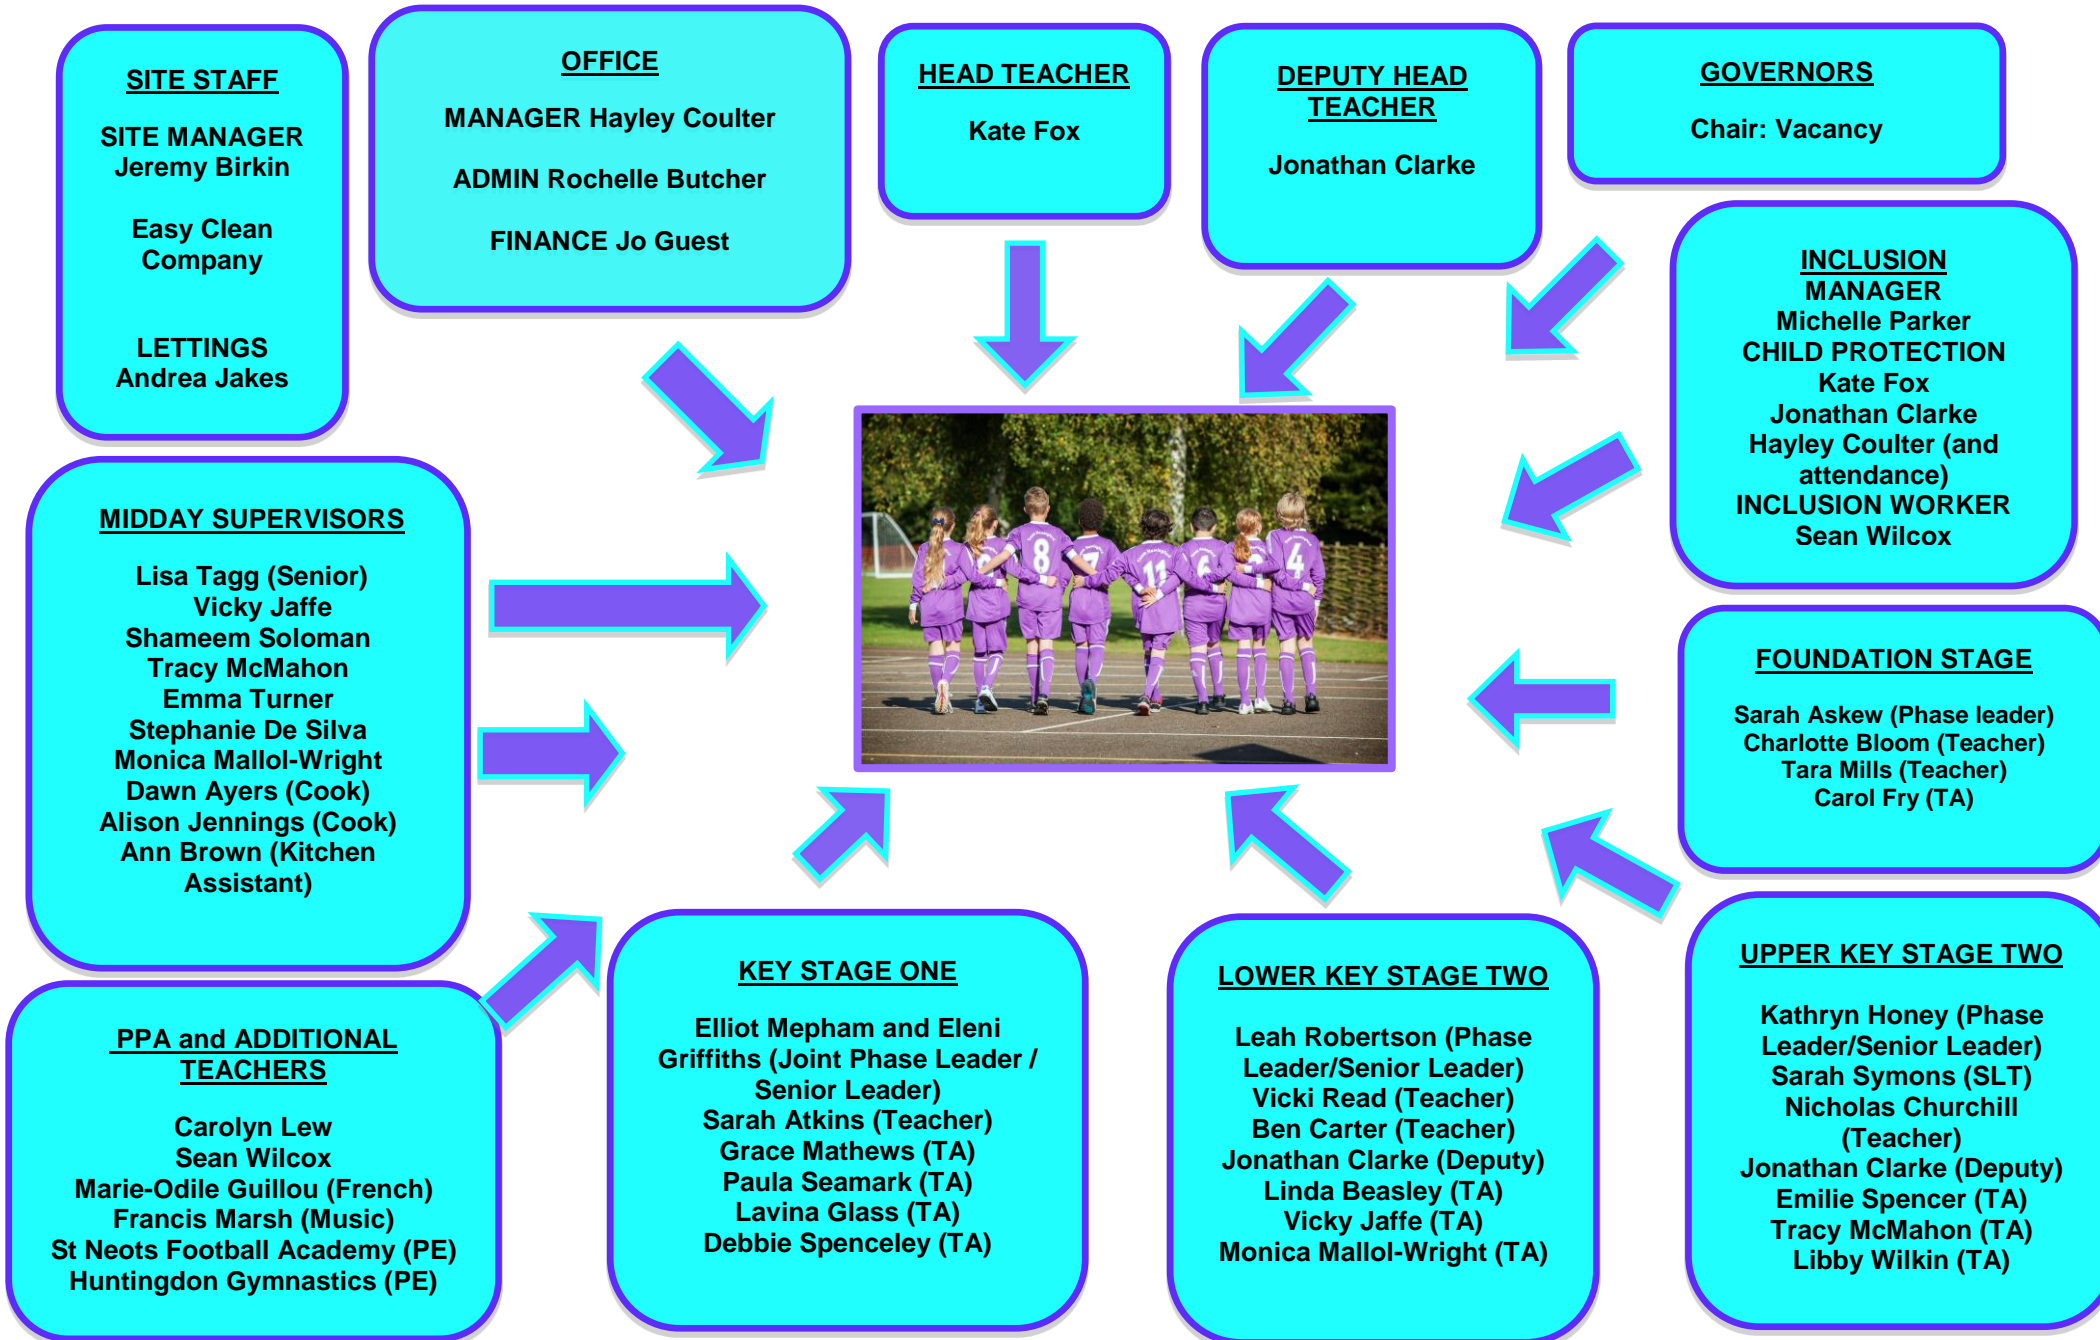 SITE STAFF
SITE MANAGER
Jeremy Birkin
Easy Clean
Company
LETTINGS
Andrea Jakes
OFFICE
MANAGER Hayley Coulter
ADMIN Rochelle Butcher
FINANCE Jo Guest
HEAD TEACHER
Kate Fox
DEPUTY HEAD
TEACHER
Jonathan Clarke
GOVERNORS
Chair: Vacancy
INCLUSION
MANAGER
Michelle Parker
CHILD PROTECTION
Kate Fox
Jonathan Clarke
Hayley Coulter (and
attendance)
INCLUSION WORKER
Sean Wilcox
MIDDAY SUPERVISORS
Lisa Tagg (Senior)
Vicky Jaffe
Shameem Soloman
Tracy McMahon
Emma Turner
Stephanie De Silva
Monica Mallol-Wright
Dawn Ayers (Cook)
Alison Jennings (Cook)
Ann Brown (Kitchen
Assistant)
8
7
11
6
4
FOUNDATION STAGE
Sarah Askew (Phase leader)
Charlotte Bloom (Teacher)
Tara Mills (Teacher)
Carol Fry (TA)
PPA and ADDITIONAL
TEACHERS
Carolyn Lew
Sean Wilcox
Marie-Odile Guillou (French)
Francis Marsh (Music)
St Neots Football Academy (PE)
Huntingdon Gymnastics (PE)
KEY STAGE ONE
Elliot Mepham and Eleni
Griffiths (Joint Phase Leader /
Senior Leader)
Sarah Atkins (Teacher)
Grace Mathews (TA)
Paula Seamark (TA)
Lavina Glass (TA)
Debbie Spenceley (TA)
LOWER KEY STAGE TWO
Leah Robertson (Phase
Leader/Senior Leader)
Vicki Read (Teacher)
Ben Carter (Teacher)
Jonathan Clarke (Deputy)
Linda Beasley (TA)
Vicky Jaffe (TA)
Monica Mallol-Wright (TA)
UPPER KEY STAGE TWO
Kathryn Honey (Phase
Leader/Senior Leader)
Sarah Symons (SLT)
Nicholas Churchill
(Teacher)
Jonathan Clarke (Deputy)
Emilie Spencer (TA)
Tracy McMahon (TA)
Libby Wilkin (TA)